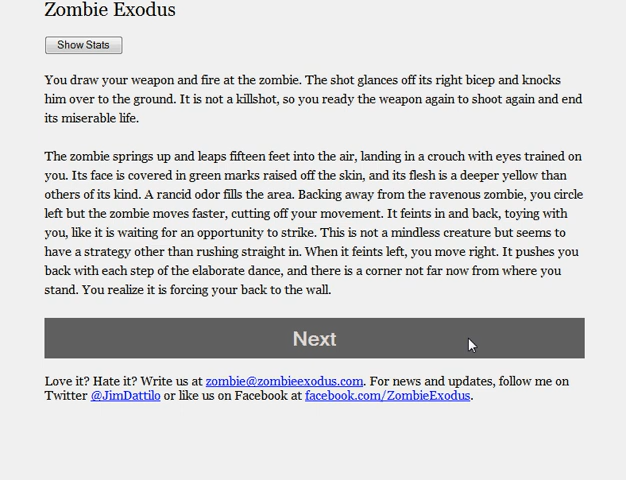 Zombie Exodus
Show Stats
You draw your weapon and fire at the zombie. The shot glances off its right bicep and knocks
him over to the ground. It is not a killshot, so you ready the weapon again to shoot again and end
its miserable life.
The zombie springs up and leaps fifteen feet into the air, landing in a crouch with eyes trained on
you. Its face is covered in green marks raised off the skin, and its flesh is a deeper yellow than
others of its kind. A rancid odor fills the area. Backing away from the ravenous zombie, you circle
left but the zombie moves faster, cutting off your movement. It feints in and back, toying with
you, like it is waiting for an opportunity to strike. This is not a mindless creature but seems to
have a strategy other than rushing straight in. When it feints left, you move right. It pushes you
back with each step of the elaborate dance, and there is a corner not far now from where you
stand. You realize it is forcing your back to the wall.
Next
Love it? Hate it? Write us at zombie@zombieexodus.com. For news and updates, follow me on
Twitter @JimDattilo or like us on Facebook at facebook.com/ZombieExodus.